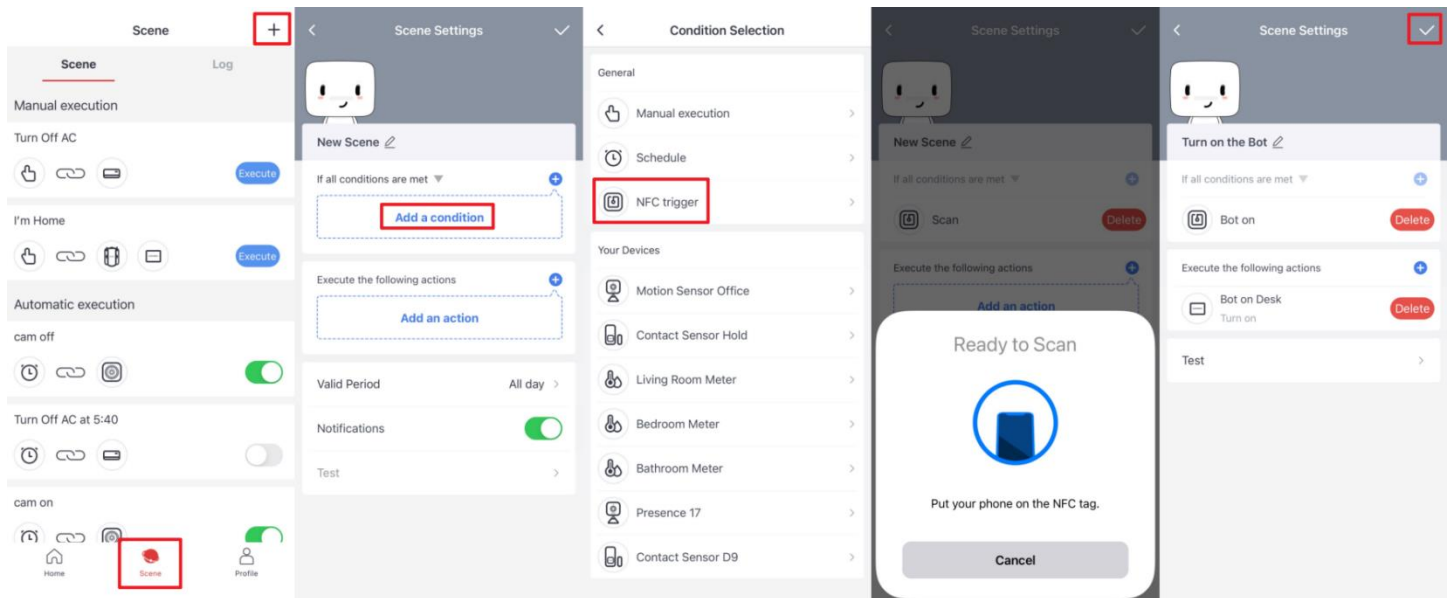 Scene
Scene
Log
Manual execution
Turn Off AC
Execute
I'm Home
Execute
Automatic execution
cam off
Turn Off AC at 5:40
cam on
Home
Scene
Profile
Scene Settings
New Scene
If all conditions are met
Add a condition
Execute the following actions
Add an action
Valid Period
All day
Notifications
Test
Condition Selection
General
Manual execution
Schedule
NFC trigger
Your Devices
Motion Sensor Office
Contact Sensor Hold
Living Room Meter
Bedroom Meter
Bathroom Meter
Presence 17
Contact Sensor D9
Scene Settings
New Scene
If all conditions are met
Scan
Delete
Execute the following actions
Add an action
Ready to Scan
Put your phone on the NFC tag.
Cancel
Scene Settings
Turn on the Bot
If all conditions are met
Bot on
Delete
Execute the following actions
Bot on Desk
Turn on
Delete
Test